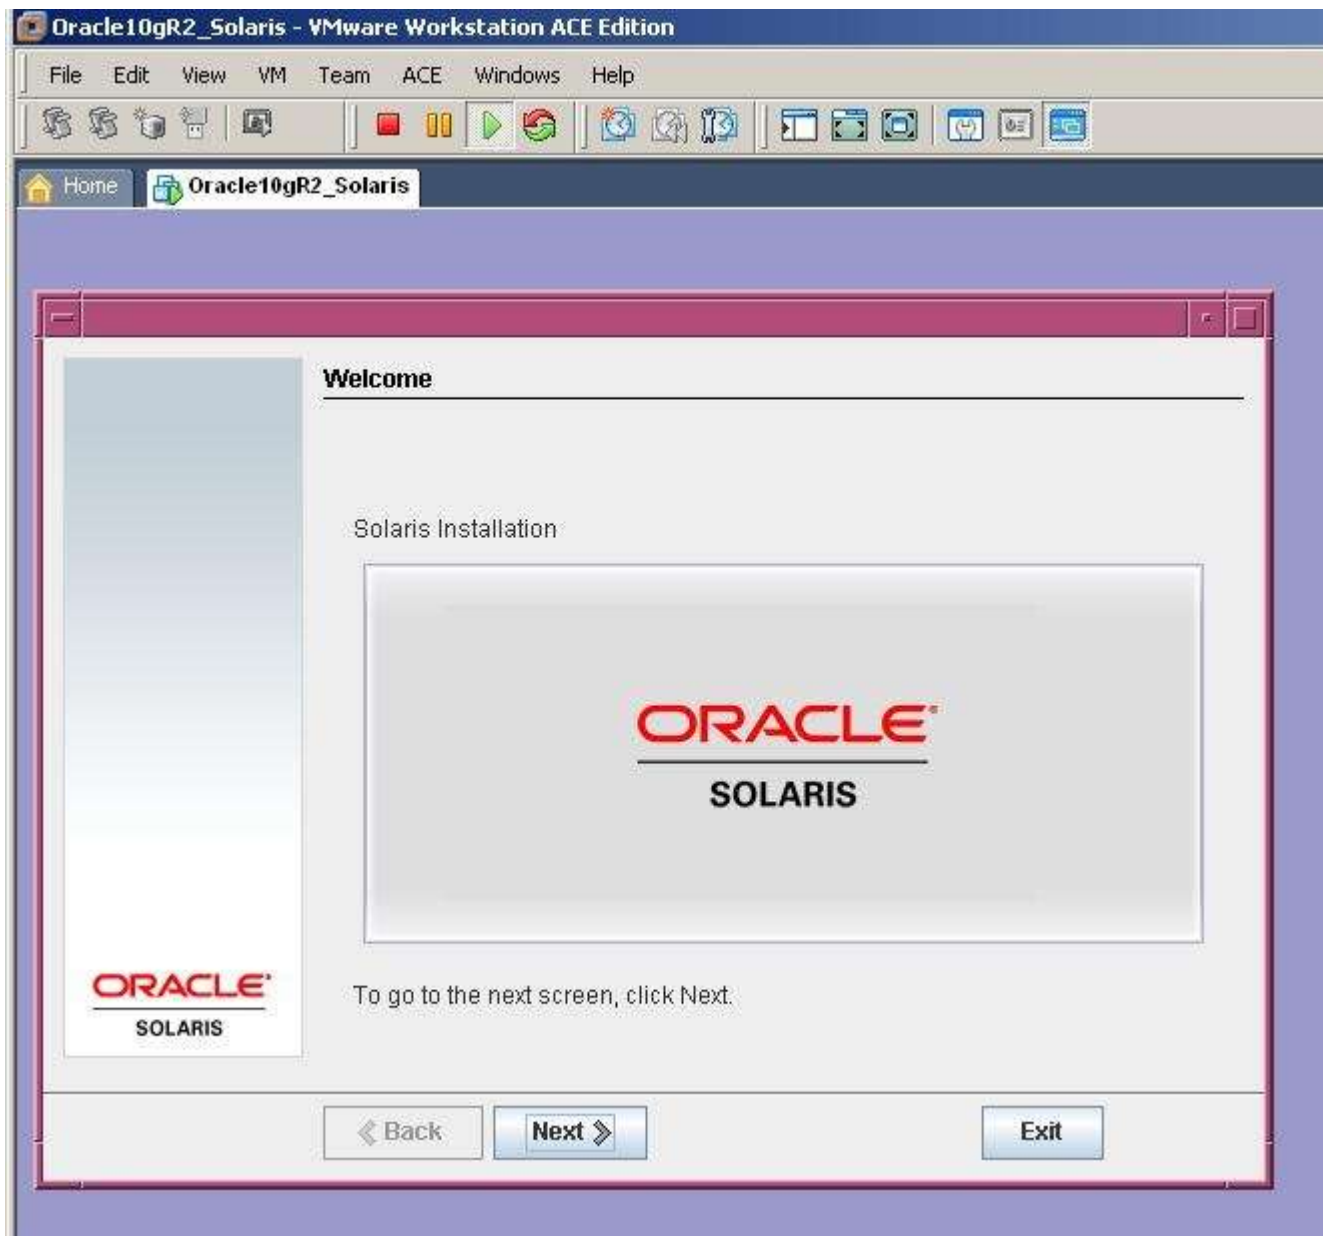 Oracle10gR2_Solaris - VMware Workstation ACE Edition
File Edit View VM Team ACE Windows Help
Home Oracle10gR2_Solaris
Welcome
Solaris Installation
ORACLE
SOLARIS
To go to the next screen, click Next.
ORACLE
SOLARIS
Back Next Exit